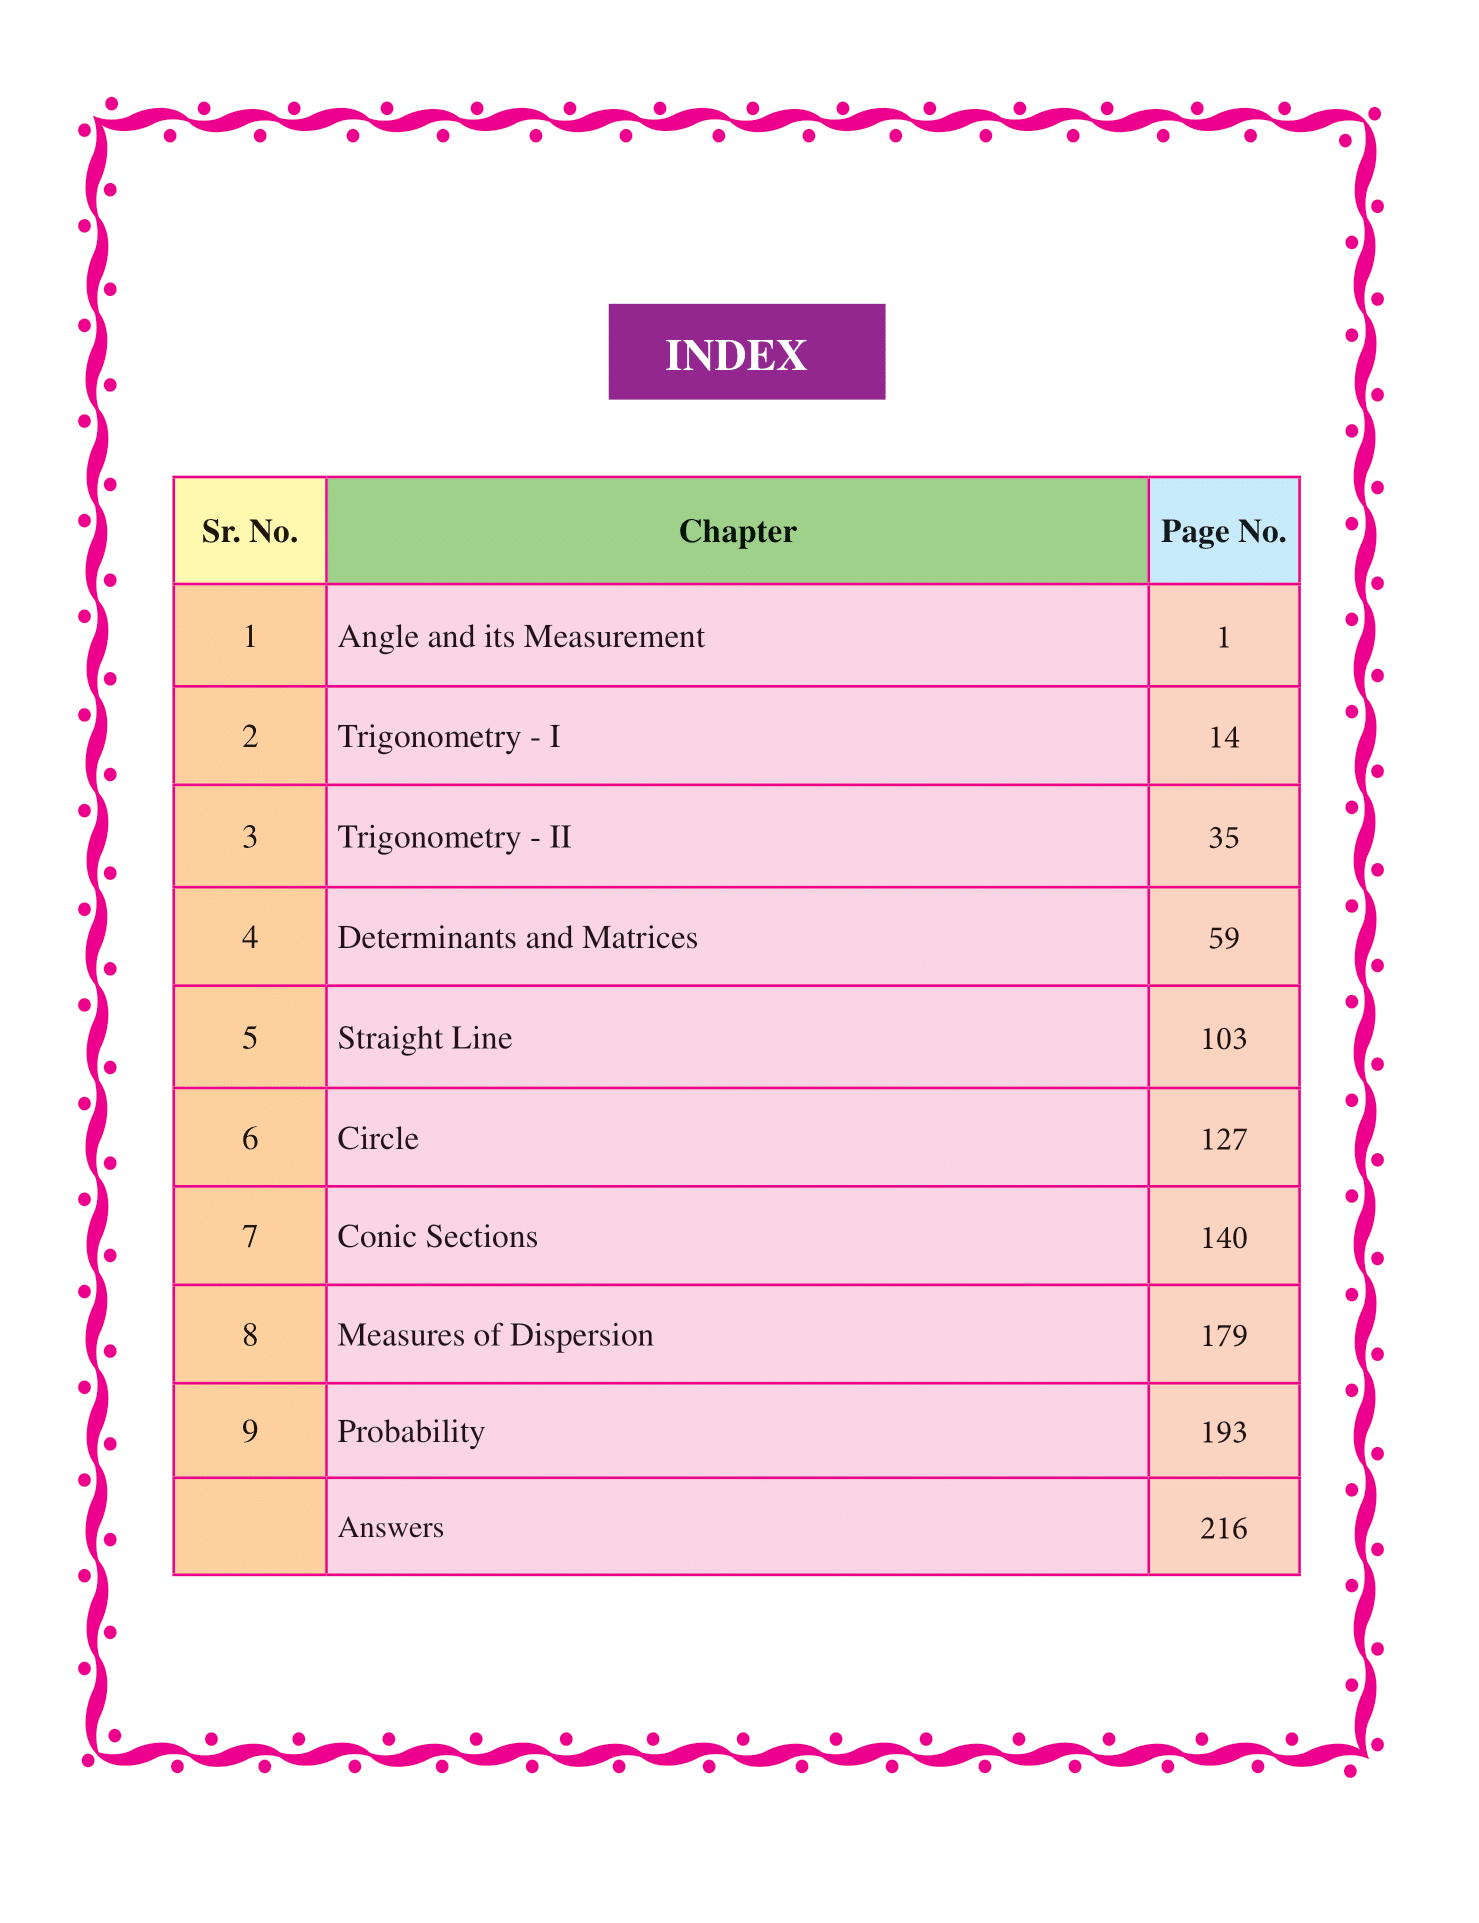 INDEX
Sr. No. Chapter Page No.
1 Angle and its Measurement 1
2 Trigonometry - I 14
3 Trigonometry - II 35
4 Determinants and Matrices 59
5 Straight Line 103
6 Circle 127
7 Conic Sections 140
8 Measures of Dispersion 179
9 Probability 193
Answers 216